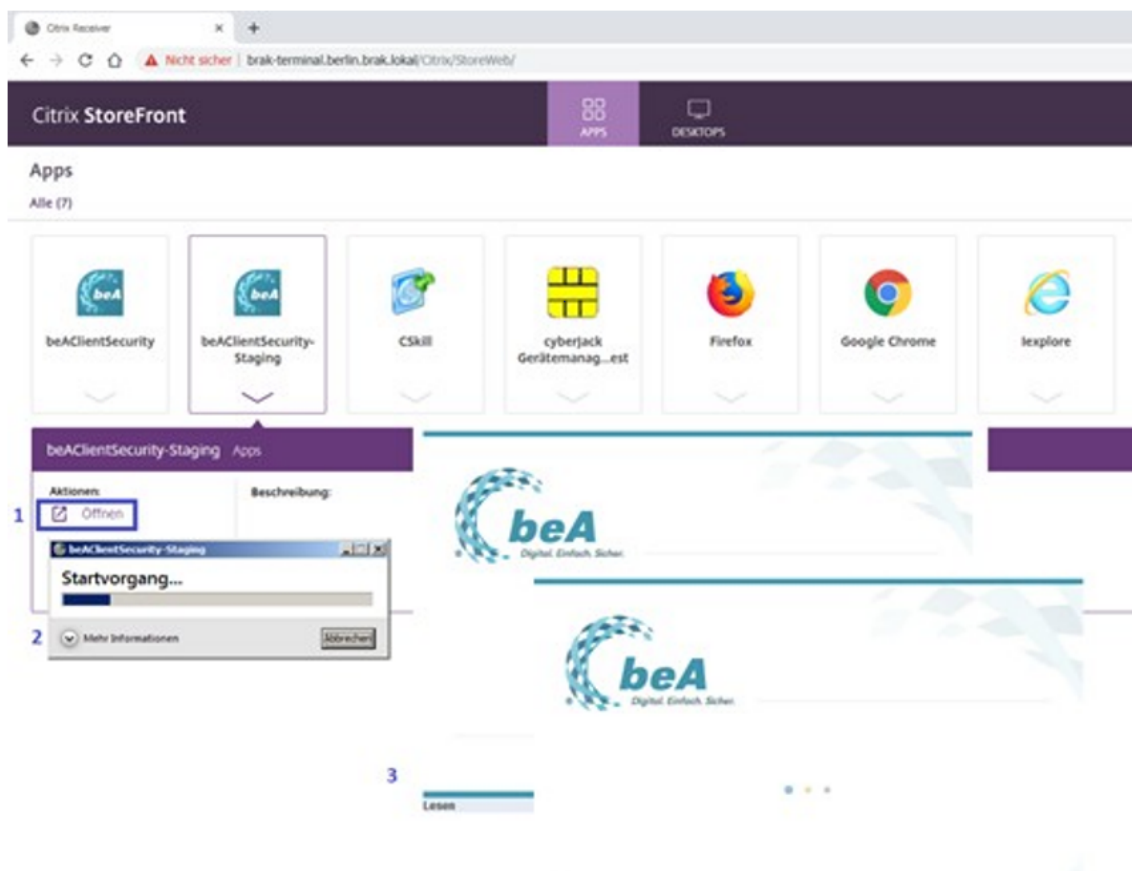 Citrix Receiver
Nicht sicher | brak-terminal.berlin.brak.lokal/Citrix/StoreWeb/
Citrix StoreFront
APPS
DESKTOPS
Apps
Alle (7)
beA
beA
beAClientSecurity
beAClientSecurity-
Staging
CSkill
cyberJack
Gerätemanag...est
Firefox
Google Chrome
Iexplore
beAClientSecurity-Staging Apps
Aktionen:
Beschreibung:
1
Öffnen
beAClientSecurity-Staging
Startvorgang...
2
Mehr Informationen
Abbrechen
beA
Digital. Einfach. Sicher.
beA
Digital. Einfach. Sicher.
3
Lesen